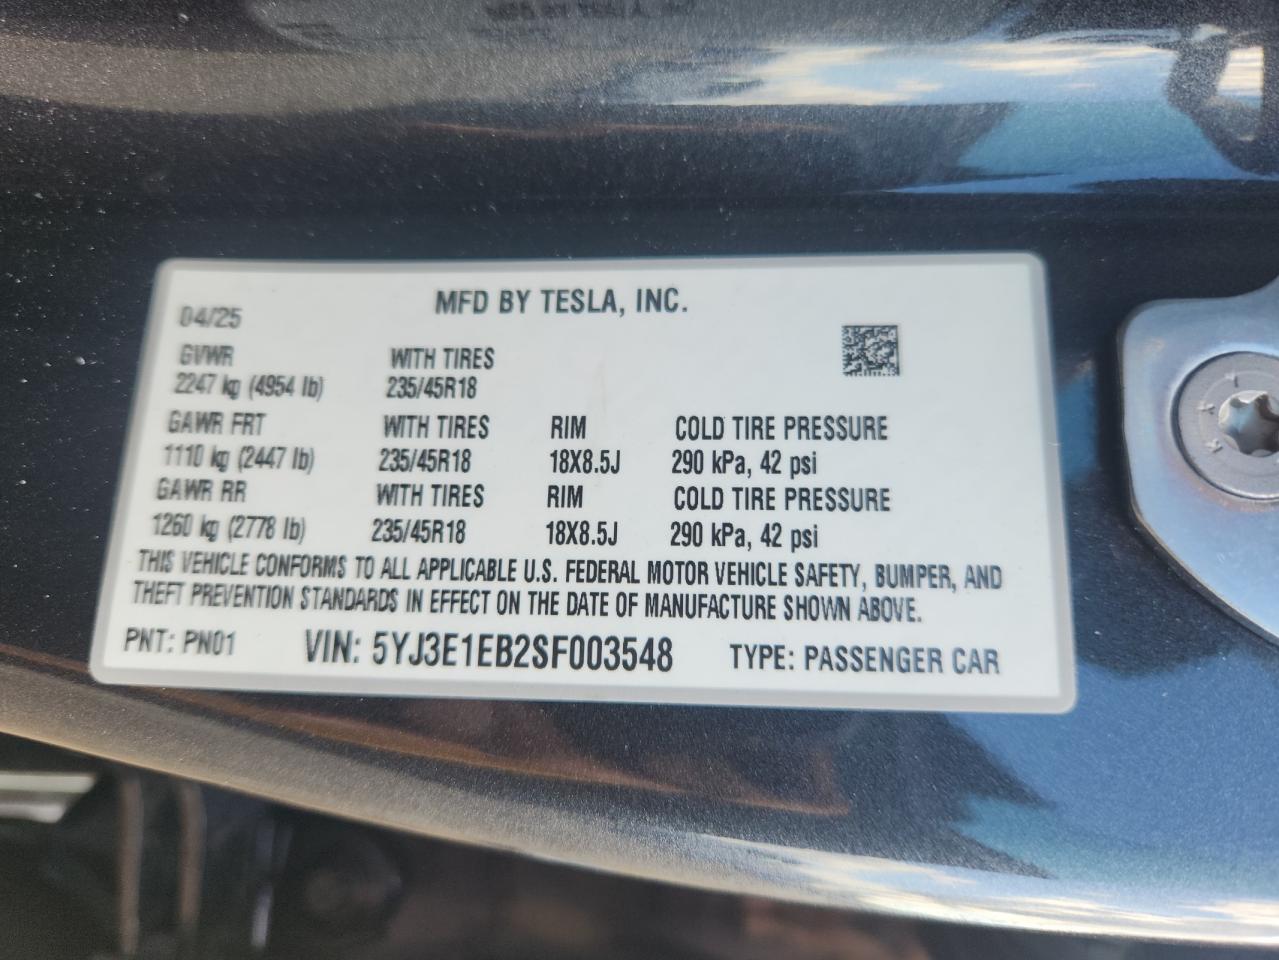 MFD BY TESLA, INC.
04/25
GVWR WITH TIRES
2247 kg (4954 lb) 235/45R18
GAWR FRT WITH TIRES RIM COLD TIRE PRESSURE
1110 kg (2447 lb) 235/45R18 18X8.5J 290 kPa, 42 psi
GAWR RR WITH TIRES RIM COLD TIRE PRESSURE
1260 kg (2778 lb) 235/45R18 18X8.5J 290 kPa, 42 psi
THIS VEHICLE CONFORMS TO ALL APPLICABLE U.S. FEDERAL MOTOR VEHICLE SAFETY, BUMPER, AND
THEFT PREVENTION STANDARDS IN EFFECT ON THE DATE OF MANUFACTURE SHOWN ABOVE.
PNT: PN01 VIN: 5YJ3E1EB2SF003548 TYPE: PASSENGER CAR